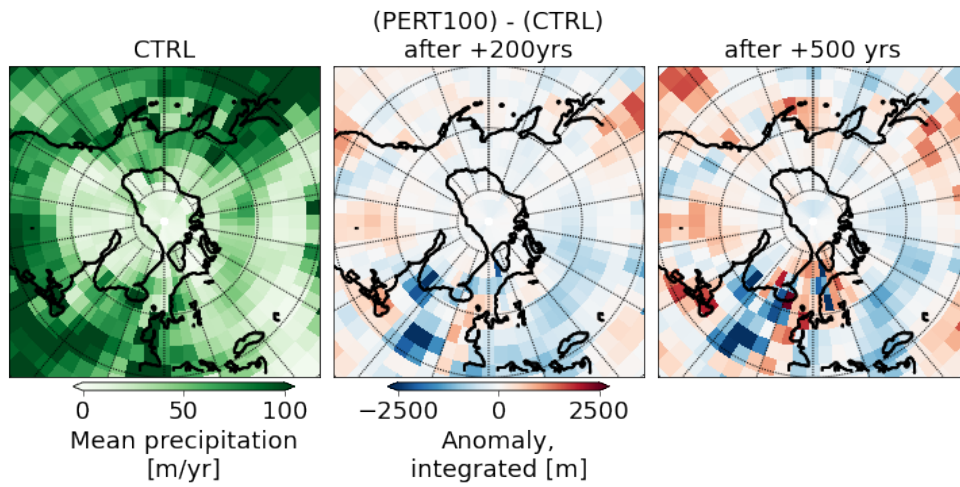 (PERT100) - (CTRL)
CTRL
after +200yrs
after +500 yrs
0 50 100
Mean precipitation
[m/yr]
−2500 0 2500
Anomaly,
integrated [m]